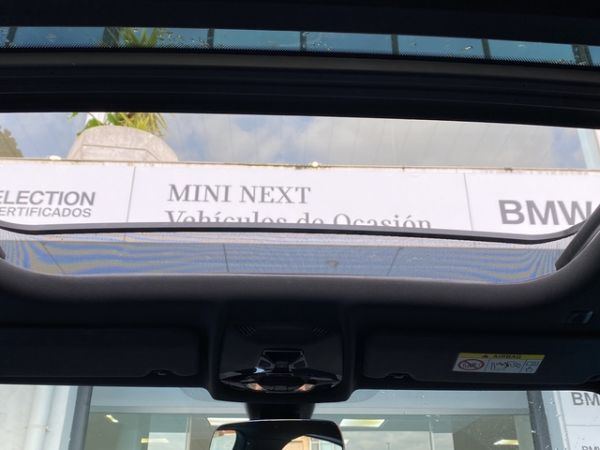 ELECTION
ERTIFICADOS
MINI NEXT
Vehículos de Ocasión
BMW
AIRBAG
BM